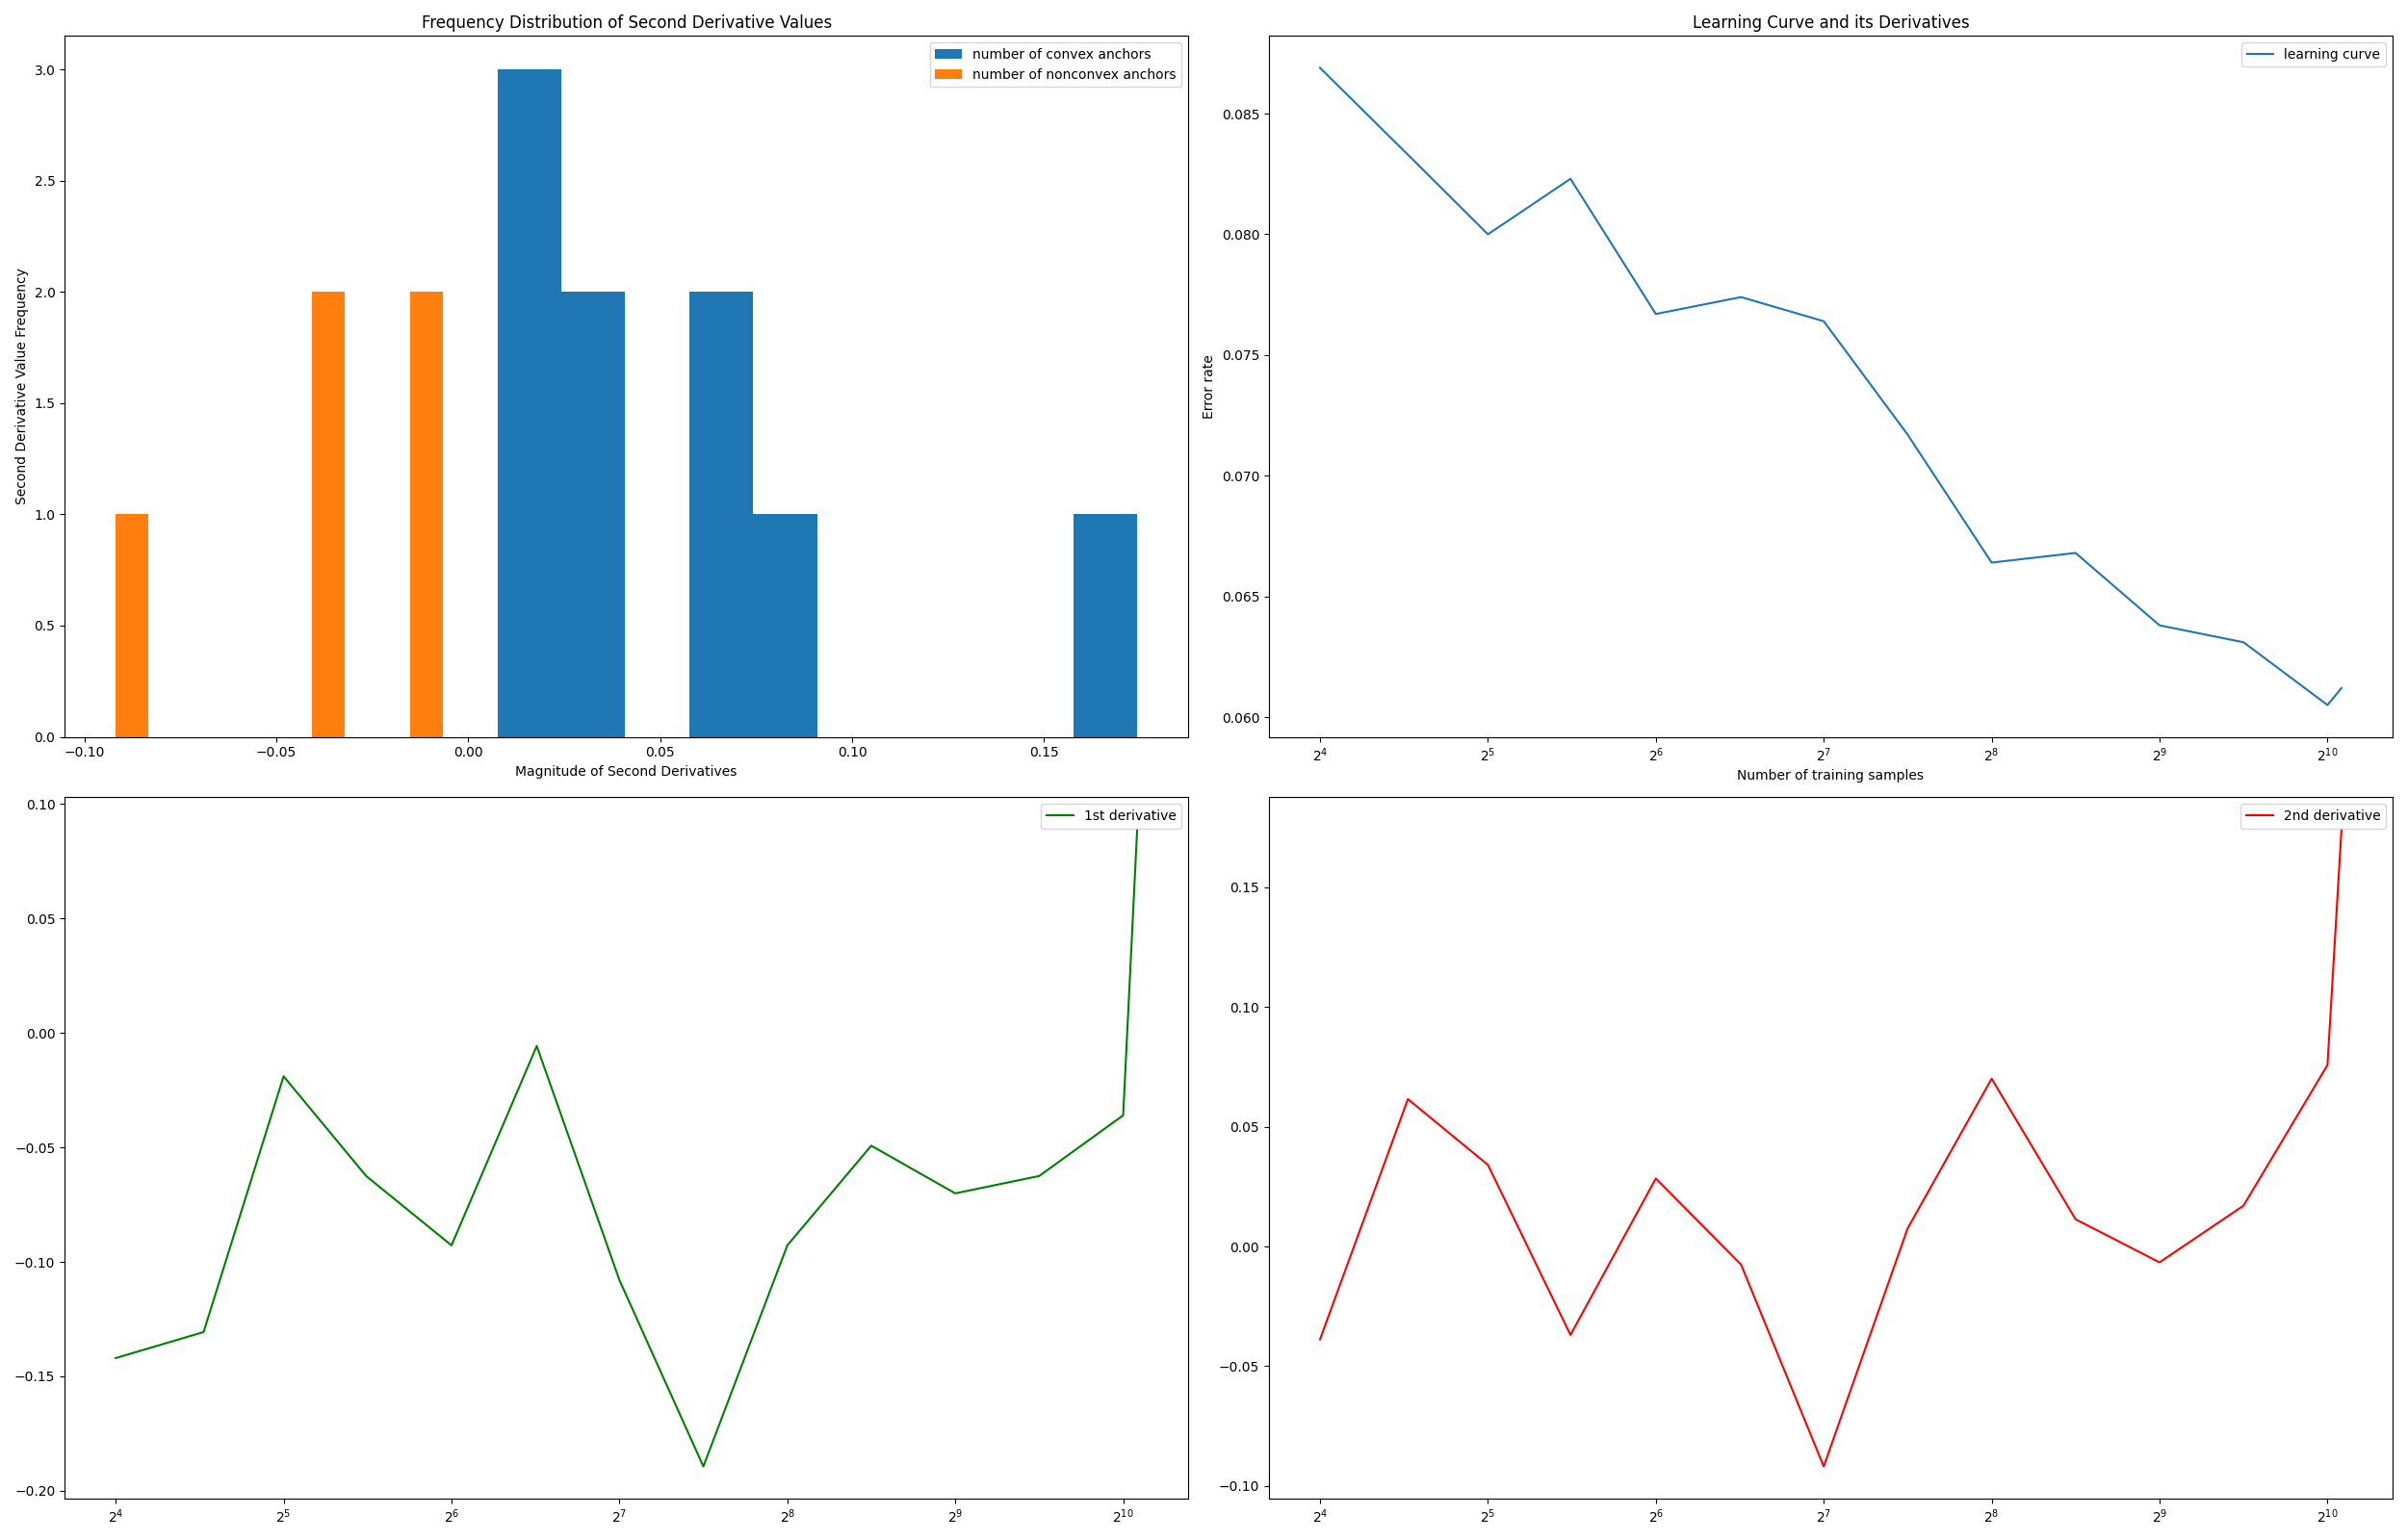 Frequency Distribution of Second Derivative Values
number of convex anchors
number of nonconvex anchors
3.0
2.5
2.0
1.5
1.0
0.5
0.0
Second Derivative Value Frequency
−0.10 −0.05 0.00 0.05 0.10 0.15
Magnitude of Second Derivatives
Learning Curve and its Derivatives
learning curve
0.085
0.080
0.075
0.070
0.065
0.060
Error rate
2⁴ 2⁵ 2⁶ 2⁷ 2⁸ 2⁹ 2¹⁰
Number of training samples
1st derivative
0.10
0.05
0.00
−0.05
−0.10
−0.15
−0.20
2⁴ 2⁵ 2⁶ 2⁷ 2⁸ 2⁹ 2¹⁰
2nd derivative
0.15
0.10
0.05
0.00
−0.05
−0.10
2⁴ 2⁵ 2⁶ 2⁷ 2⁸ 2⁹ 2¹⁰